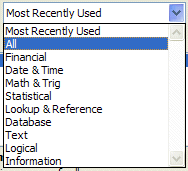 Most Recently Used
Most Recently Used
All
Financial
Date & Time
Math & Trig
Statistical
Lookup & Reference
Database
Text
Logical
Information